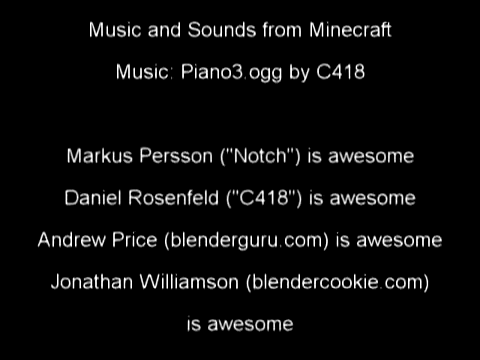 Music and Sounds from Minecraft
Music: Piano3.ogg by C418
Markus Persson ("Notch") is awesome
Daniel Rosenfeld ("C418") is awesome
Andrew Price (blenderguru.com) is awesome
Jonathan Williamson (blendercookie.com)
is awesome